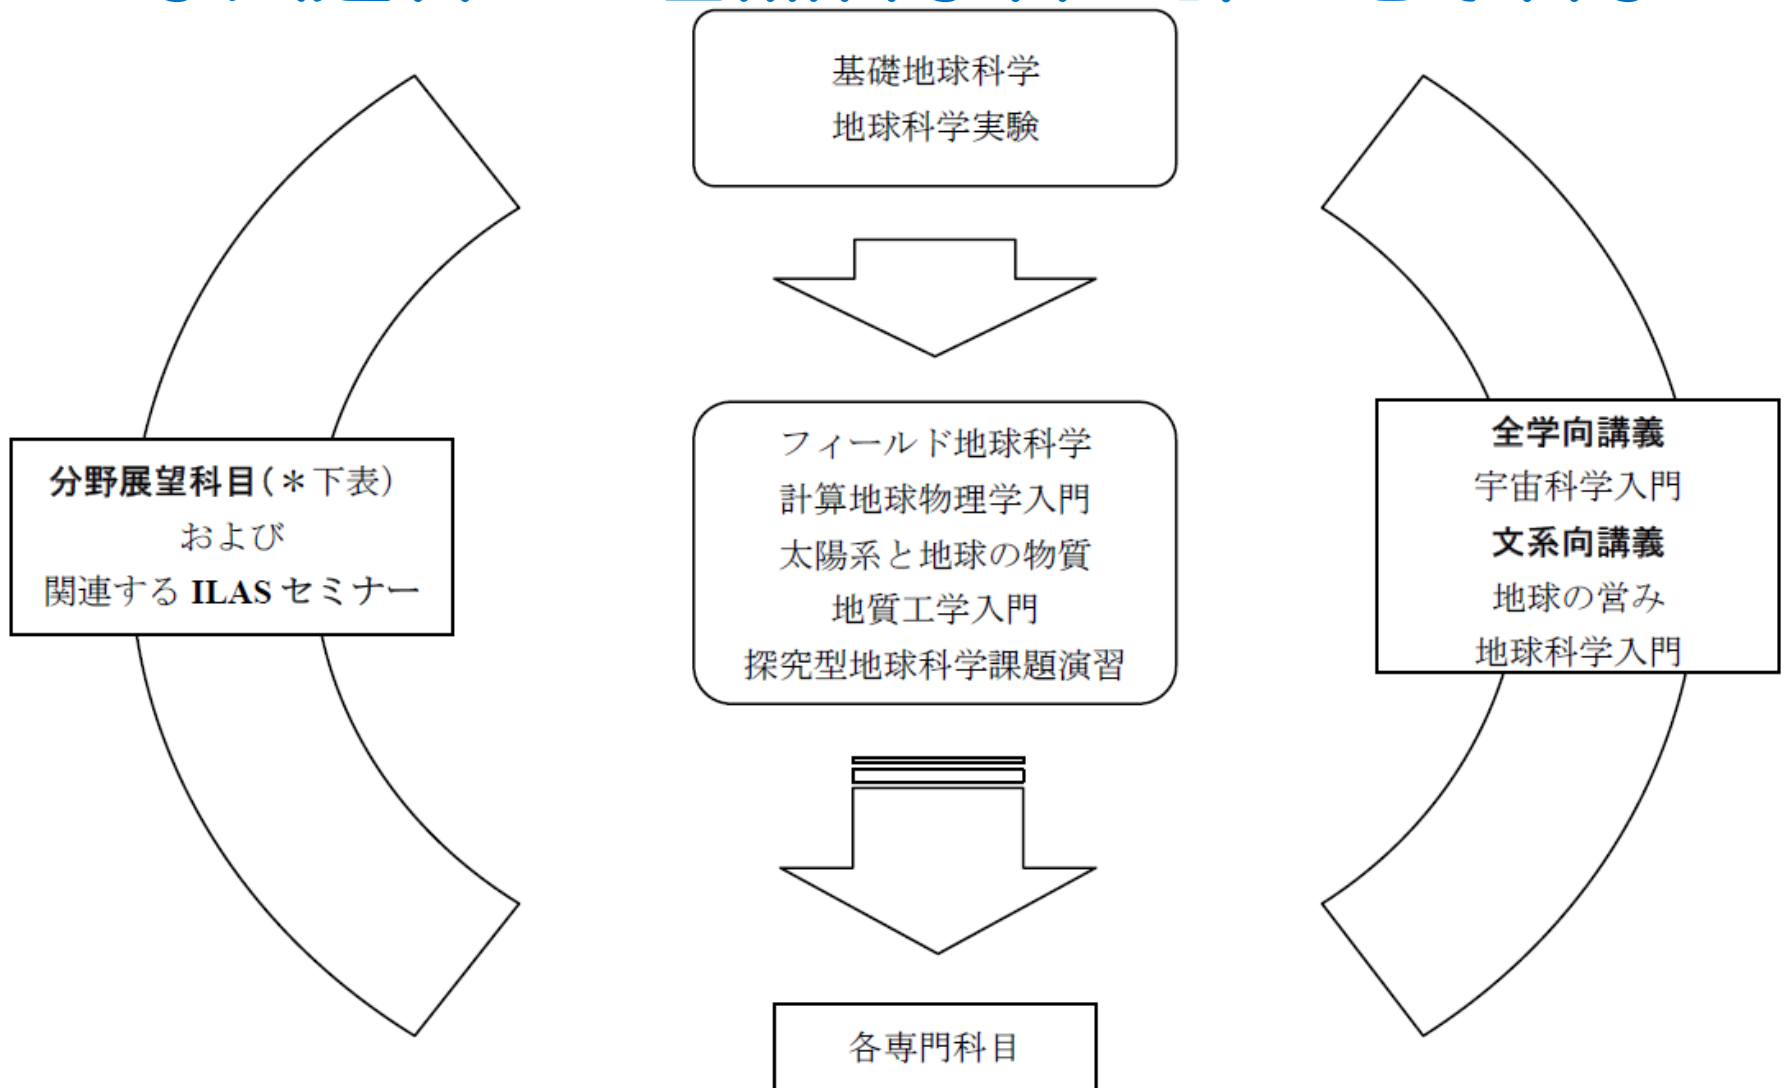 基礎地球科学
地球科学実験
フィールド地球科学
計算地球物理学入門
太陽系と地球の物質
地質工学入門
探究型地球科学課題演習
各専門科目
分野展望科目(＊下表)
および
関連する ILAS セミナー
全学向講義
宇宙科学入門
文系向講義
地球の営み
地球科学入門